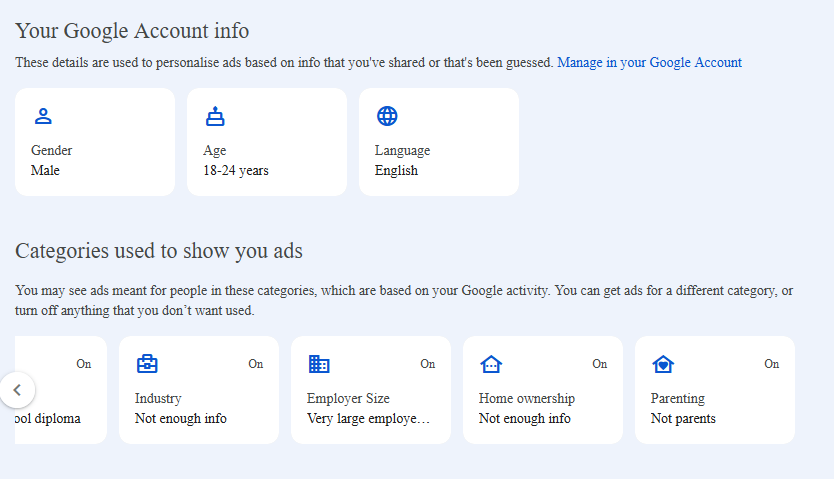 Your Google Account info
These details are used to personalise ads based on info that you've shared or that's been guessed. Manage in your Google Account
Gender
Male
Age
18-24 years
Language
English
Categories used to show you ads
You may see ads meant for people in these categories, which are based on your Google activity. You can get ads for a different category, or
turn off anything that you don’t want used.
On
ool diploma
On
Industry
Not enough info
On
Employer Size
Very large employe…
On
Home ownership
Not enough info
On
Parenting
Not parents